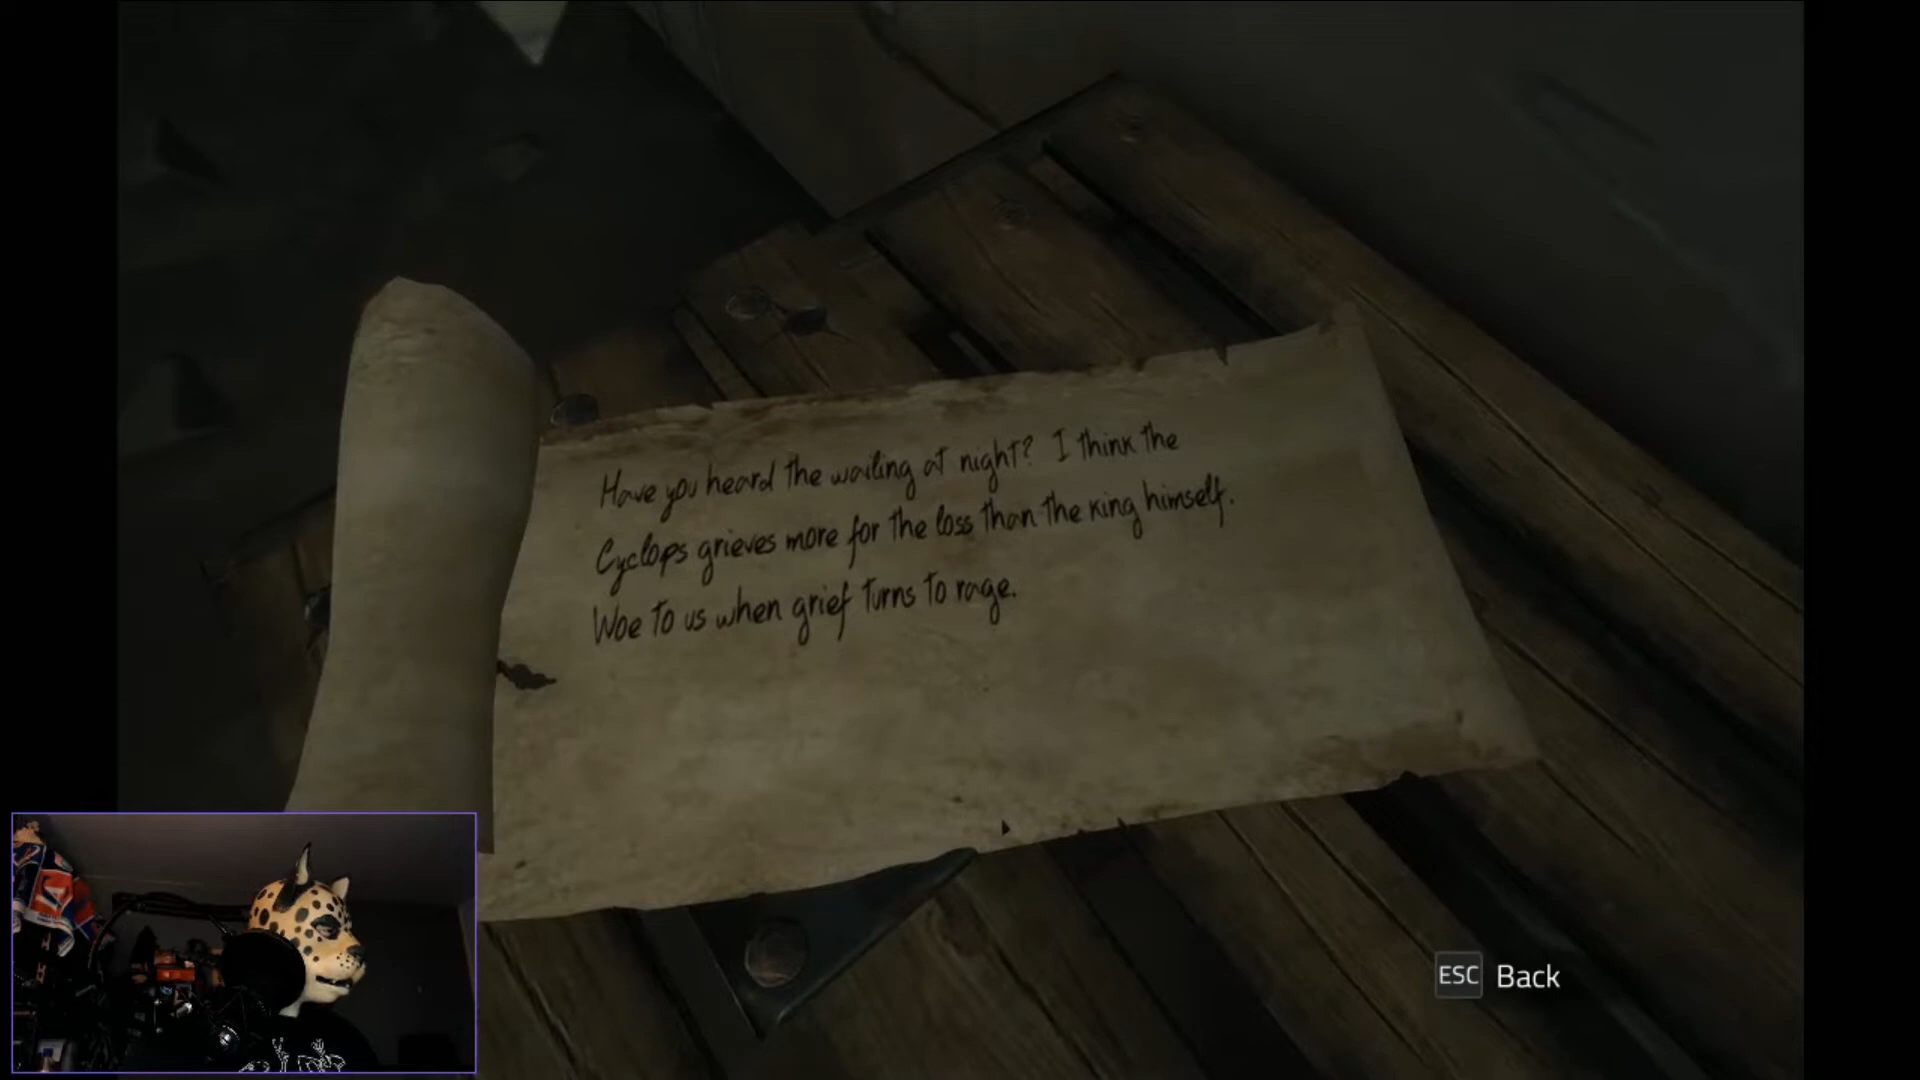 Have you heard the wailing at night? I think the
Cyclops grieves more for the loss than the king himself.
Woe to us when grief turns to rage.
ESC Back